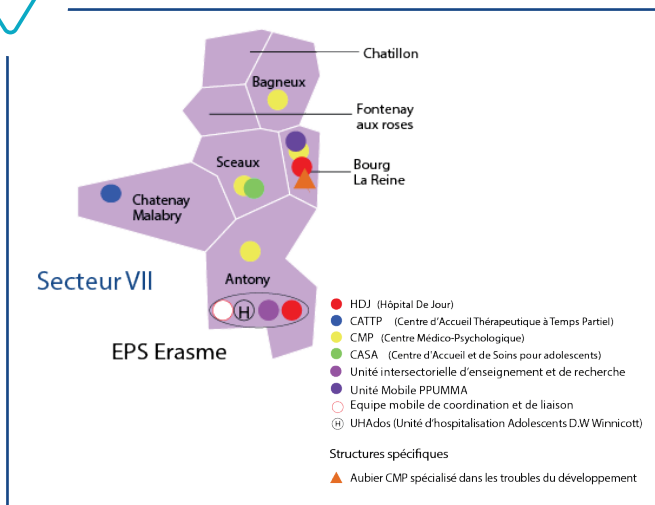 Chatillon
Bagneux
Fontenay
aux roses
Sceaux
Bourg
La Reine
Chatenay
Malabry
Antony
Secteur VII
H
EPS Erasme
HDJ (Hôpital De Jour)
CATTP (Centre d'Accueil Thérapeutique à Temps Partiel)
CMP (Centre Médico-Psychologique)
CASA (Centre d'Accueil et de Soins pour adolescents)
Unité intersectorielle d'enseignement et de recherche
Unité Mobile PPUMMA
Equipe mobile de coordination et de liaison
H UHAdos (Unité d'hospitalisation Adolescents D.W Winnicott)
Structures spécifiques
Aubier CMP spécialisé dans les troubles du développement